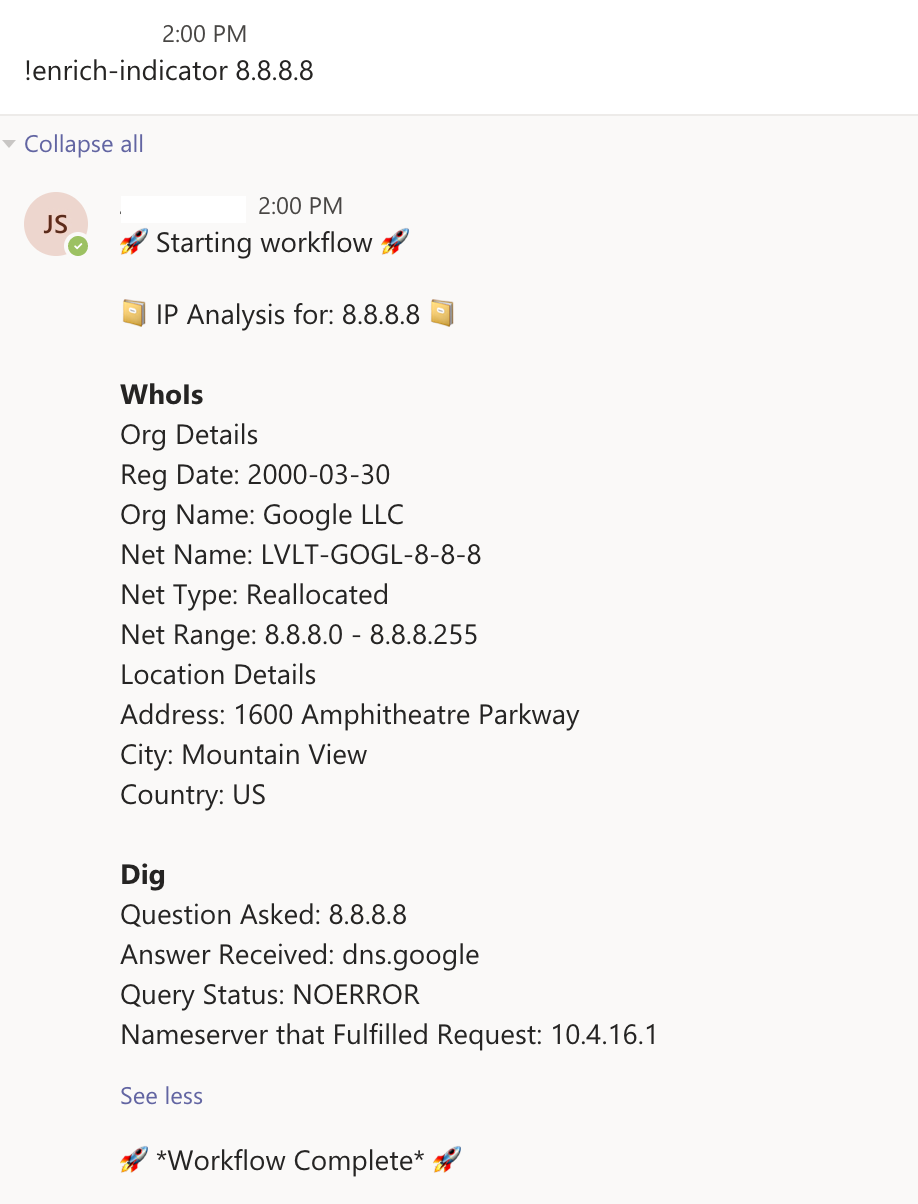 2:00 PM
!enrich-indicator 8.8.8.8
Collapse all
JS
2:00 PM
🚀 Starting workflow 🚀
📒 IP Analysis for: 8.8.8.8 📒
WhoIs
Org Details
Reg Date: 2000-03-30
Org Name: Google LLC
Net Name: LVLT-GOGL-8-8-8
Net Type: Reallocated
Net Range: 8.8.8.0 - 8.8.8.255
Location Details
Address: 1600 Amphitheatre Parkway
City: Mountain View
Country: US
Dig
Question Asked: 8.8.8.8
Answer Received: dns.google
Query Status: NOERROR
Nameserver that Fulfilled Request: 10.4.16.1
See less
🚀 *Workflow Complete* 🚀